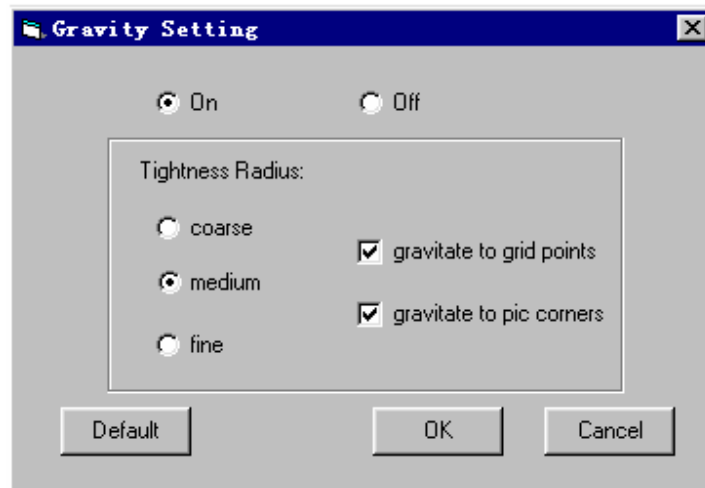 Gravity Setting
On Off
Tightness Radius:
coarse
gravitate to grid points
medium
gravitate to pic corners
fine
Default OK Cancel